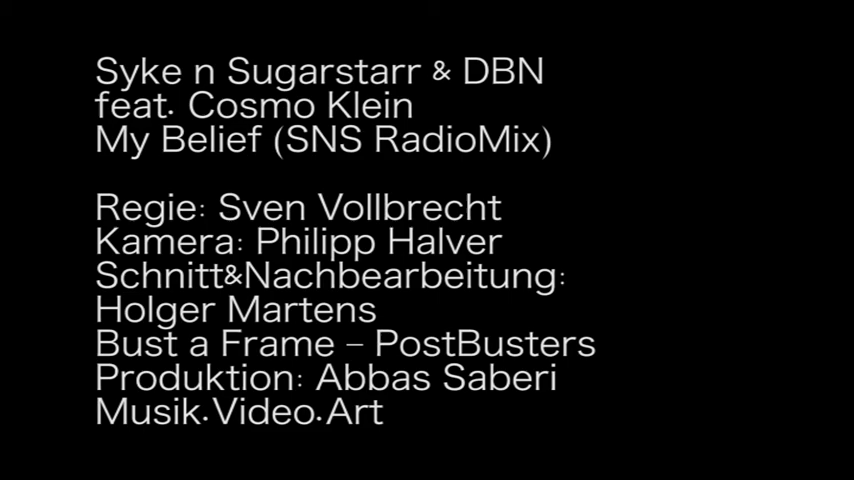 Syke n Sugarstarr & DBN
feat. Cosmo Klein
My Belief (SNS RadioMix)
Regie: Sven Vollbrecht
Kamera: Philipp Halver
Schnitt&Nachbearbeitung:
Holger Martens
Bust a Frame – PostBusters
Produktion: Abbas Saberi
Musik.Video.Art